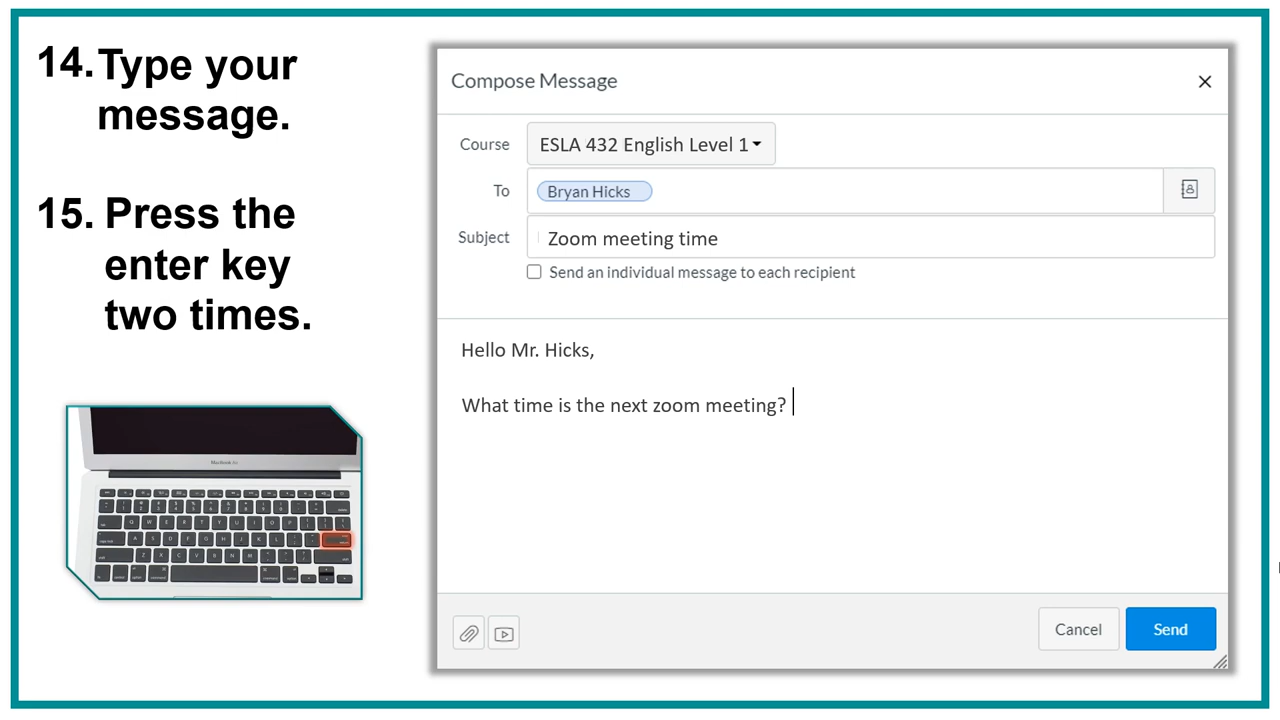 14. Type your
message.
15. Press the
enter key
two times.
MacBook Air
Compose Message
Course ESLA 432 English Level 1
To Bryan Hicks
Subject Zoom meeting time
Send an individual message to each recipient
Hello Mr. Hicks,
What time is the next zoom meeting?
Cancel Send